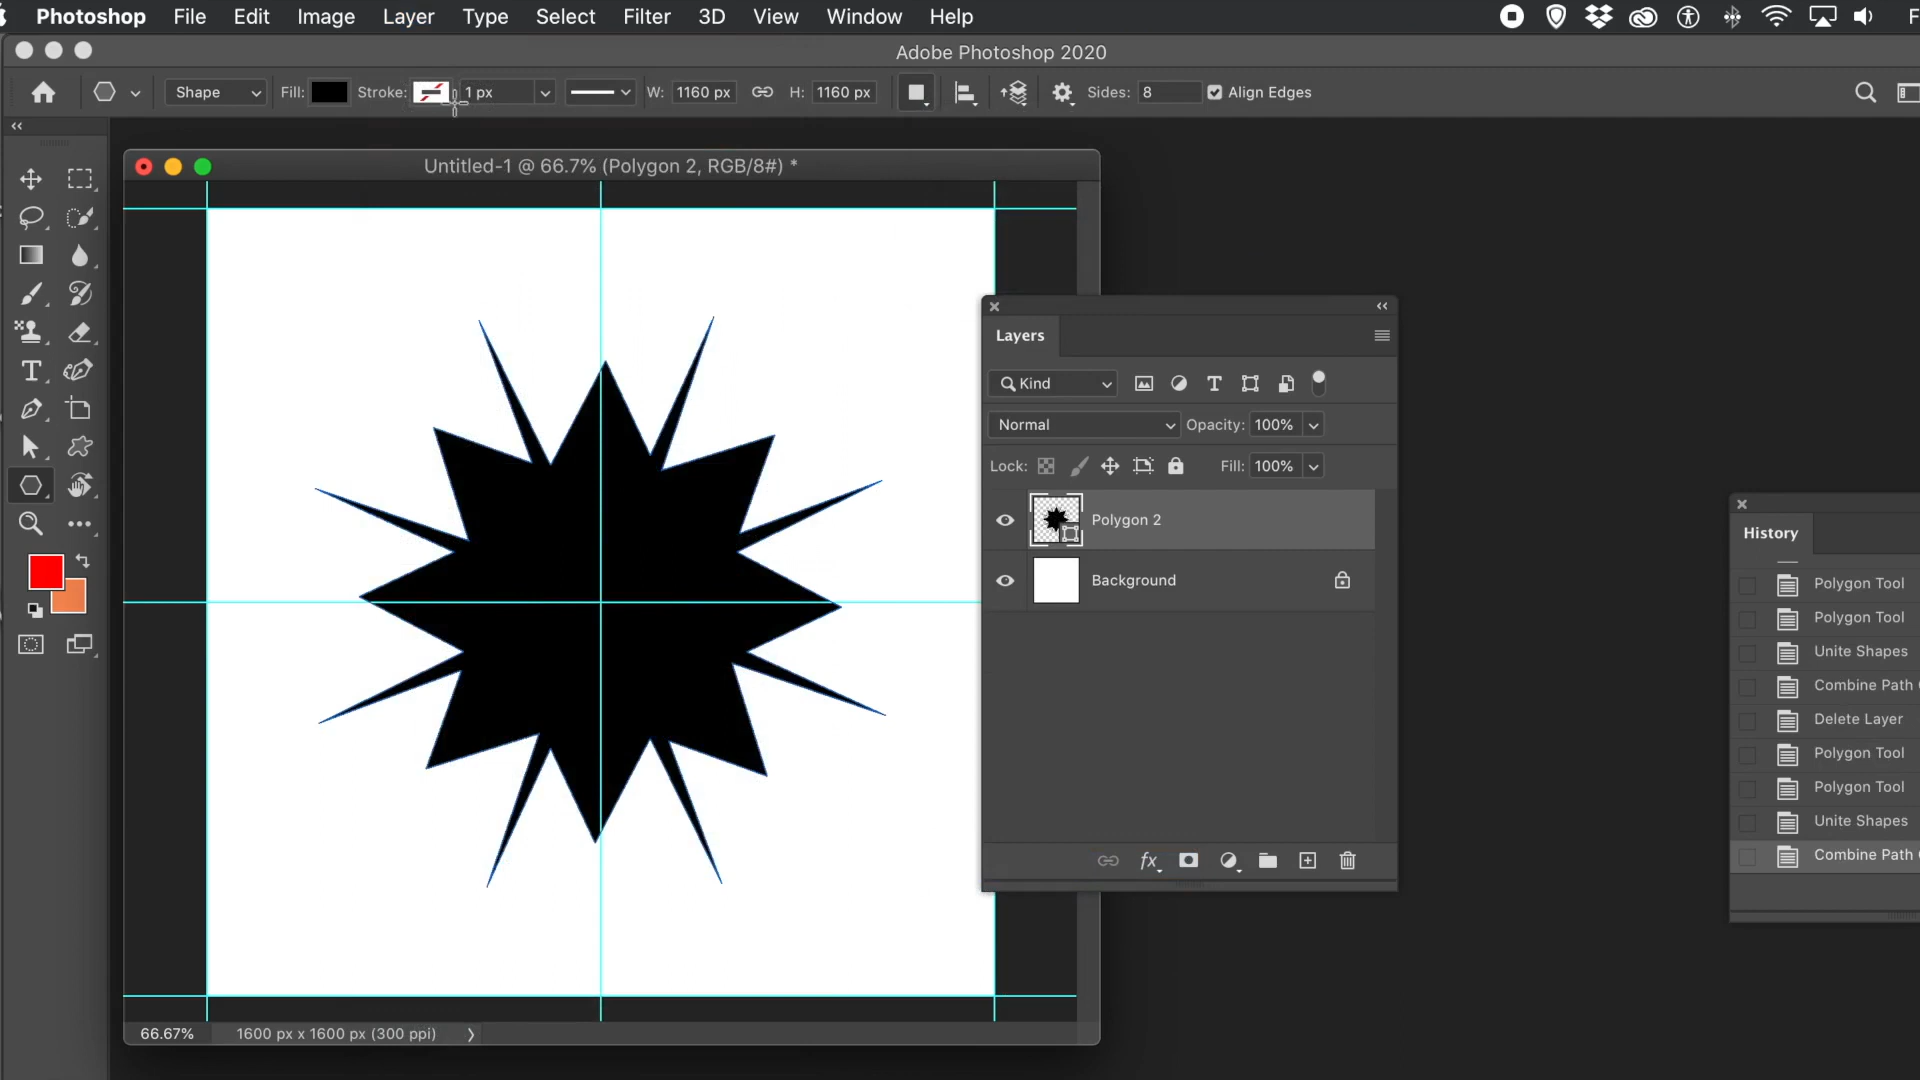 Photoshop File Edit Image Layer Type Select Filter 3D View Window Help F
Adobe Photoshop 2020
Shape Fill: Stroke: 1 px W: 1160 px H: 1160 px Sides: 8 Align Edges
Untitled-1 @ 66.7% (Polygon 2, RGB/8#) *
Layers
Kind
Normal Opacity: 100%
Lock: Fill: 100%
Polygon 2
Background
fx
History
Polygon Tool
Polygon Tool
Unite Shapes
Combine Path
Delete Layer
Polygon Tool
Polygon Tool
Unite Shapes
Combine Path
66.67% 1600 px x 1600 px (300 ppi)